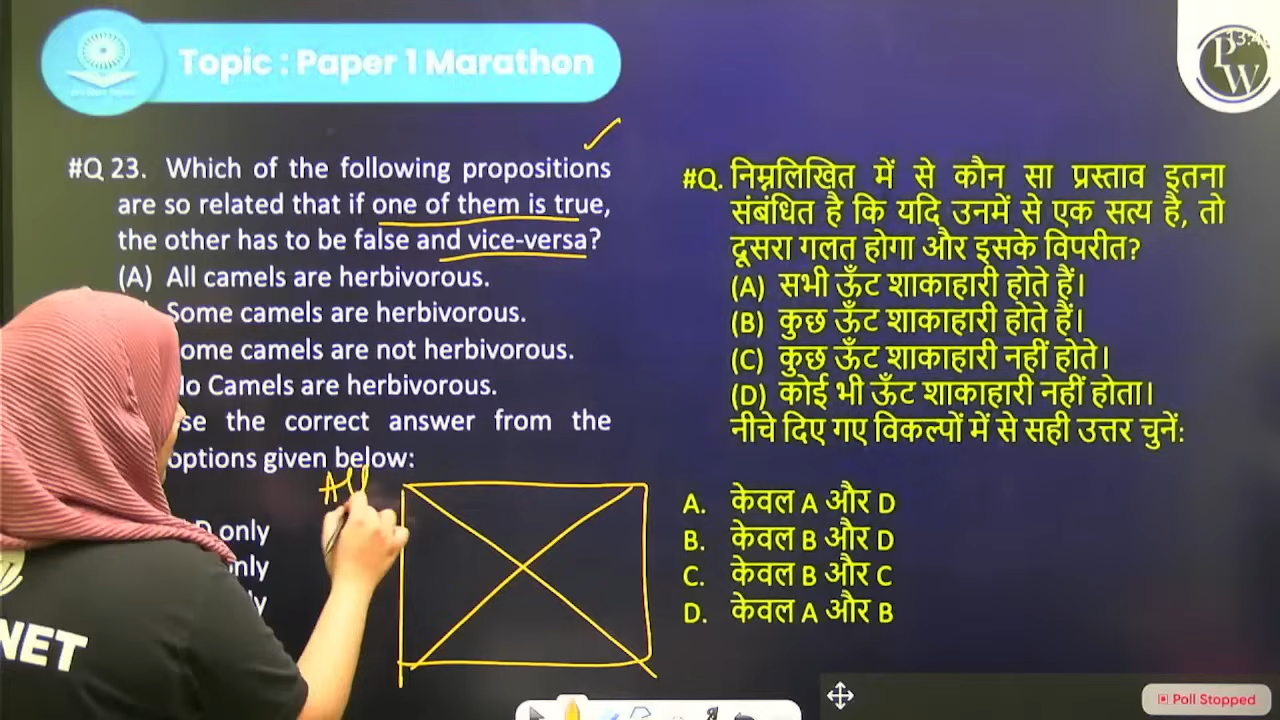 Topic : Paper 1 Marathon
PW
#Q 23. Which of the following propositions
are so related that if one of them is true,
the other has to be false and vice-versa?
(A) All camels are herbivorous.
Some camels are herbivorous.
ome camels are not herbivorous.
o Camels are herbivorous.
se the correct answer from the
options given below:
All
D only
only
y
NET
#Q. निम्नलिखित में से कौन सा प्रस्ताव इतना
संबंधित है कि यदि उनमें से एक सत्य है, तो
दूसरा गलत होगा और इसके विपरीत?
(A) सभी ऊँट शाकाहारी होते हैं।
(B) कुछ ऊँट शाकाहारी होते हैं।
(C) कुछ ऊँट शाकाहारी नहीं होते।
(D) कोई भी ऊँट शाकाहारी नहीं होता।
नीचे दिए गए विकल्पों में से सही उत्तर चुनें:
A. केवल A और D
B. केवल B और D
C. केवल B और C
D. केवल A और B
Poll Stopped